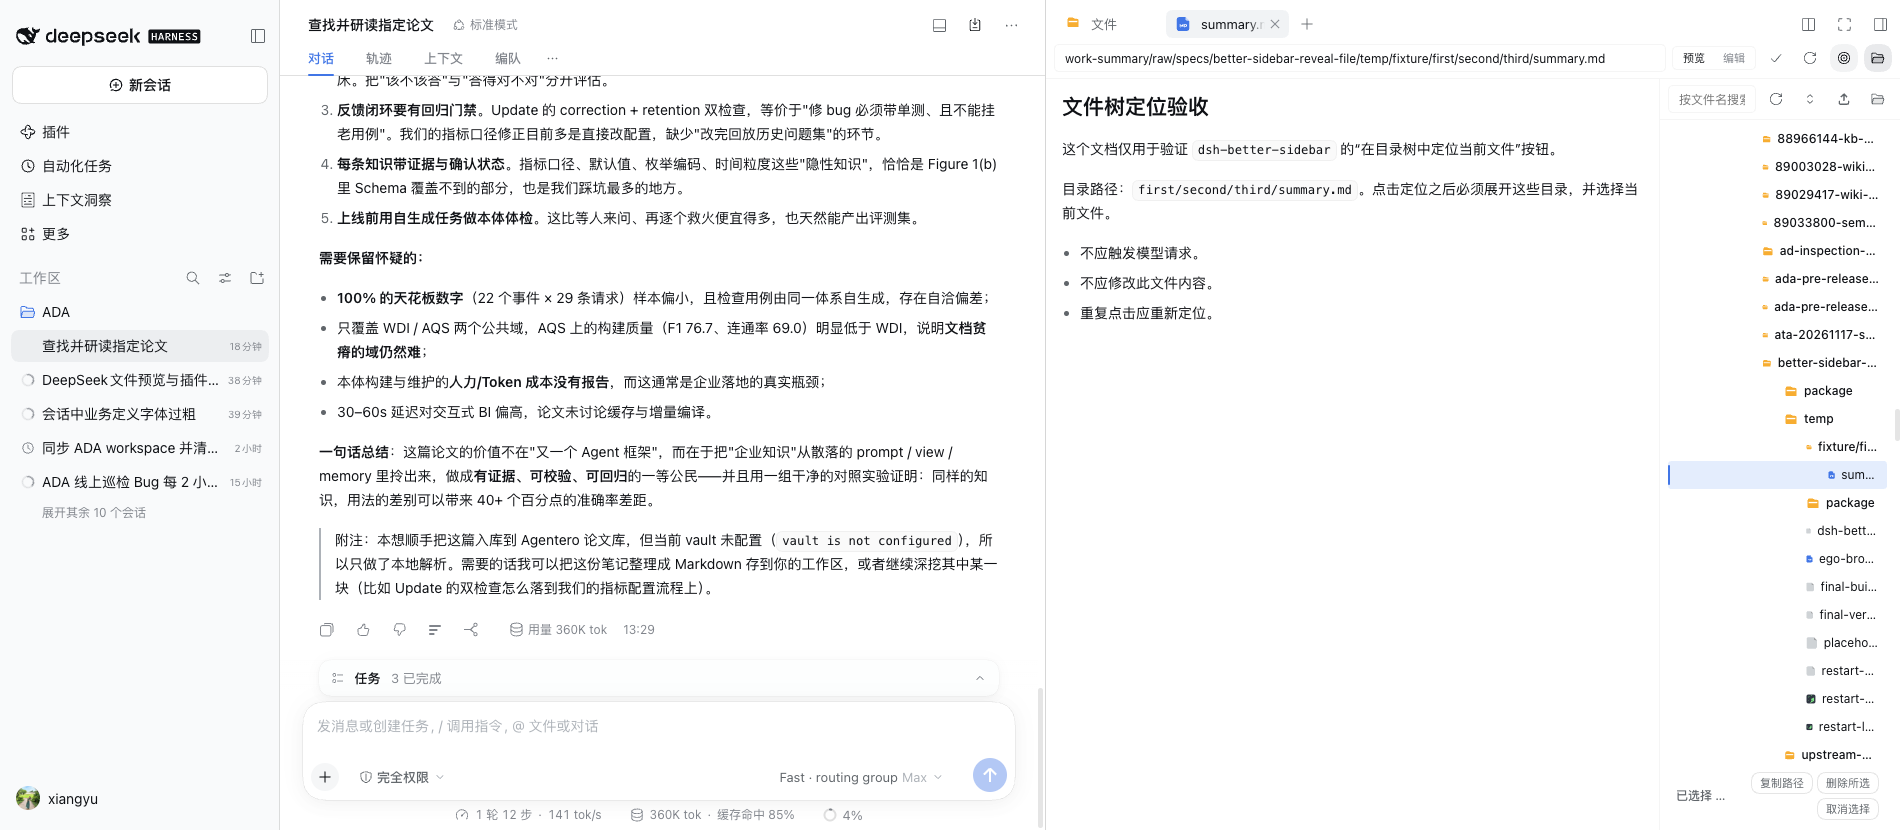 deepseek HARNESS
新会话
插件
自动化任务
上下文洞察
更多
工作区
ADA
查找并研读指定论文 18分钟
DeepSeek 文件预览与插件... 38分钟
会话中业务定义字体过粗 39分钟
同步 ADA workspace 并清... 2小时
ADA 线上巡检 Bug 每 2 小... 15小时
展开其余 10 个会话
xiangyu
查找并研读指定论文 标准模式
对话 轨迹 上下文 编队 ...
床。把"该不该答"与"答得对不对"分开评估。
3. 反馈闭环要有回归门禁。Update 的 correction + retention 双检查，等价于"修 bug 必须带单测、且不能挂
老用例"。我们的指标口径修正目前多是直接改配置，缺少"改完回放历史问题集"的环节。
4. 每条知识带证据与确认状态。指标口径、默认值、枚举编码、时间粒度这些"隐性知识"，恰恰是 Figure 1(b)
里 Schema 覆盖不到的部分，也是我们踩坑最多的地方。
5. 上线前用自生成任务做本体体检。这比等人来问、再逐个救火便宜得多，也天然能产出评测集。
需要保留怀疑的：
• 100% 的天花板数字（22 个事件 × 29 条请求）样本偏小，且检查用例由同一体系自生成，存在自洽偏差；
• 只覆盖 WDI / AQS 两个公共域，AQS 上的构建质量（F1 76.7、连通率 69.0）明显低于 WDI，说明文档贫
瘠的域仍然难；
• 本体构建与维护的人力/Token 成本没有报告，而这通常是企业落地的真实瓶颈；
• 30–60s 延迟对交互式 BI 偏高，论文未讨论缓存与增量编译。
一句话总结：这篇论文的价值不在"又一个 Agent 框架"，而在于把"企业知识"从散落的 prompt / view /
memory 里拎出来，做成有证据、可校验、可回归的一等公民——并且用一组干净的对照实验证明：同样的知
识，用法的差别可以带来 40+ 个百分点的准确率差距。
附注：本想顺手把这篇入库到 Agentero 论文库，但当前 vault 未配置（ vault is not configured ），所
以只做了本地解析。需要的话我可以把这份笔记整理成 Markdown 存到你的工作区，或者继续深挖其中某一
块（比如 Update 的双检查怎么落到我们的指标配置流程上）。
用量 360K tok 13:29
任务 3 已完成
发消息或创建任务, / 调用指令, @ 文件或对话
完全权限 Fast · routing group Max
1 轮 12 步 · 141 tok/s 360K tok · 缓存命中 85% 4%
文件 summary.r
work-summary/raw/specs/better-sidebar-reveal-file/temp/fixture/first/second/third/summary.md 预览 编辑
文件树定位验收
这个文档仅用于验证 dsh-better-sidebar 的"在目录树中定位当前文件"按钮。
目录路径： first/second/third/summary.md 。点击定位之后必须展开这些目录，并选择当
前文件。
• 不应触发模型请求。
• 不应修改此文件内容。
• 重复点击应重新定位。
按文件名搜索
88966144-kb-...
89003028-wiki...
89029417-wiki-...
89033800-sem...
ad-inspection-...
ada-pre-release...
ada-pre-release...
ata-20261117-s...
better-sidebar-...
package
temp
fixture/fi...
sum...
package
dsh-bett...
ego-bro...
final-bui...
final-ver...
placeho...
restart-...
restart-...
restart-l...
upstream-...
已选择 ... 复制路径 删除所选
取消选择